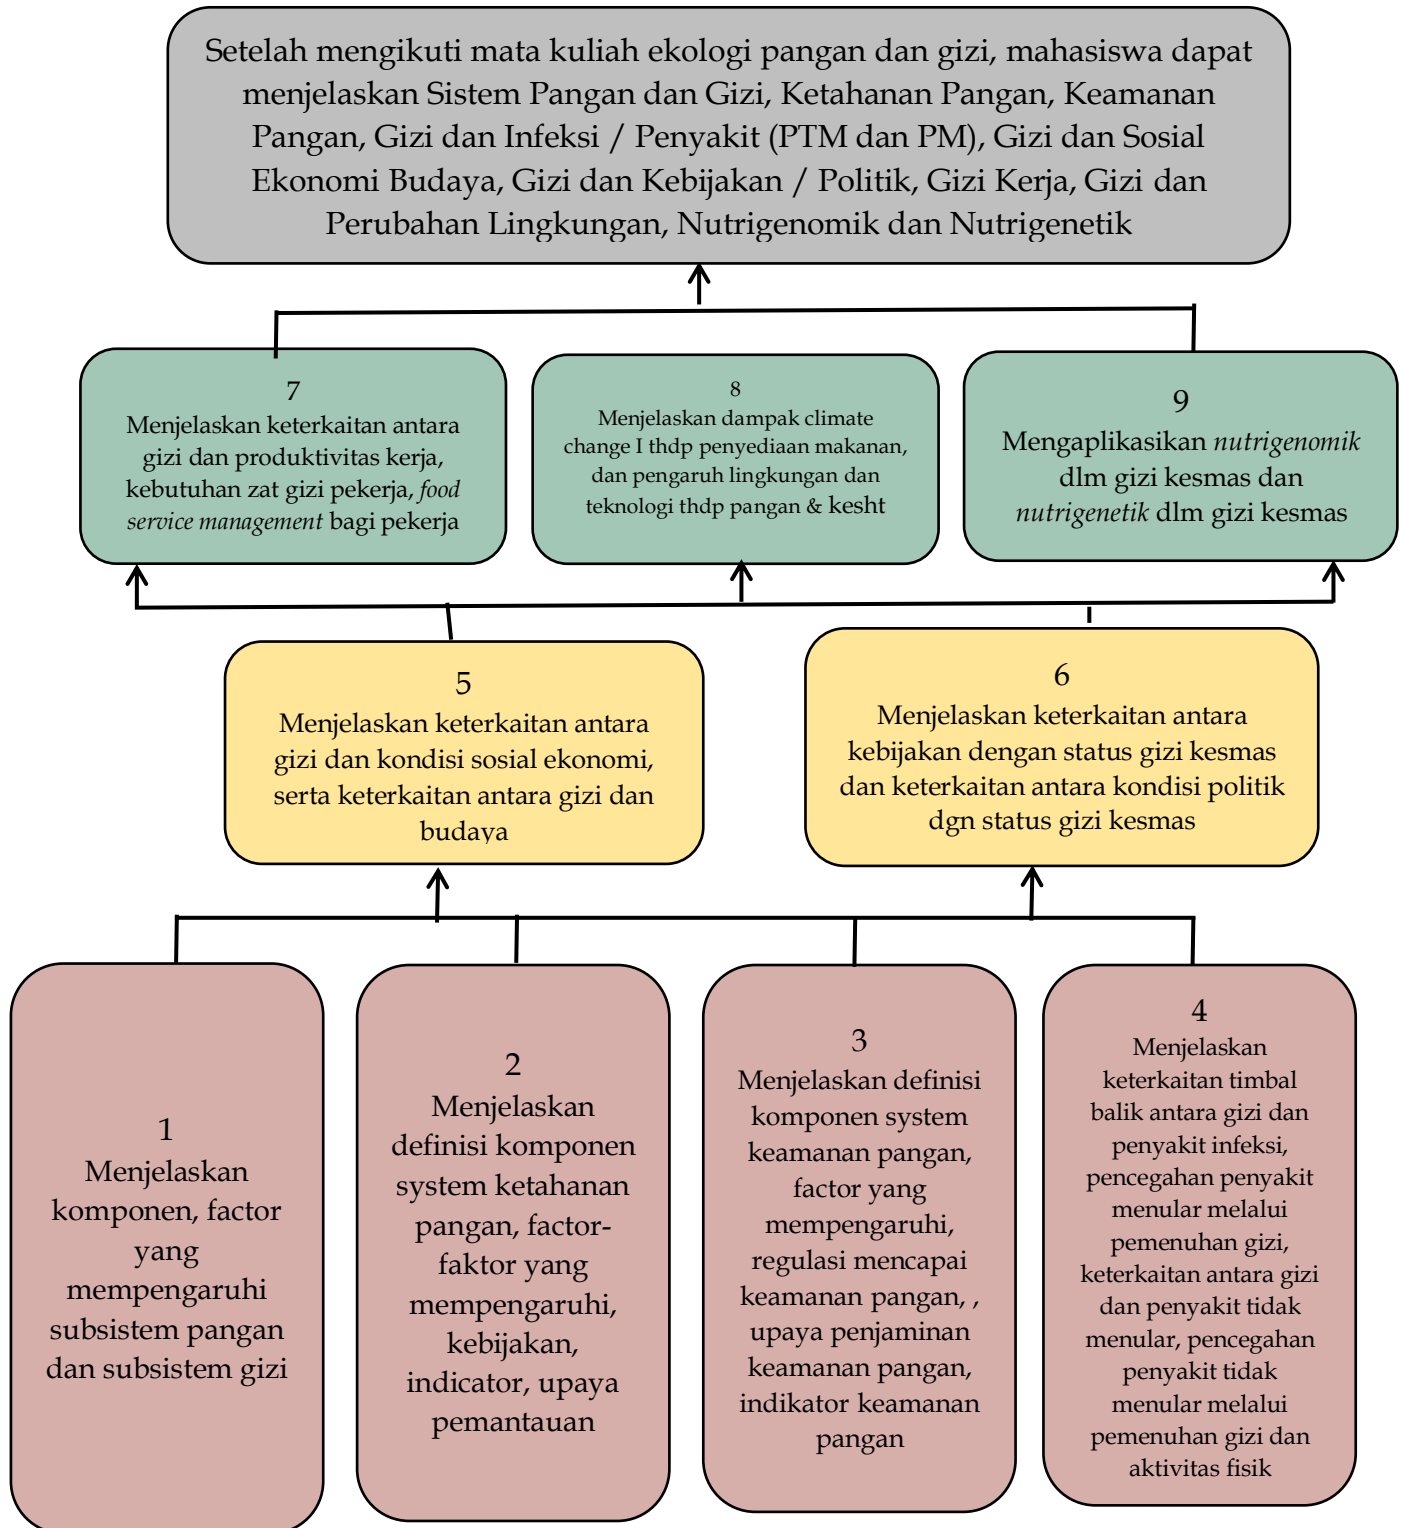 Setelah mengikuti mata kuliah ekologi pangan dan gizi, mahasiswa dapat
menjelaskan Sistem Pangan dan Gizi, Ketahanan Pangan, Keamanan
Pangan, Gizi dan Infeksi / Penyakit (PTM dan PM), Gizi dan Sosial
Ekonomi Budaya, Gizi dan Kebijakan / Politik, Gizi Kerja, Gizi dan
Perubahan Lingkungan, Nutrigenomik dan Nutrigenetik
7
Menjelaskan keterkaitan antara
gizi dan produktivitas kerja,
kebutuhan zat gizi pekerja, food
service management bagi pekerja
8
Menjelaskan dampak climate
change I thdp penyediaan makanan,
dan pengaruh lingkungan dan
teknologi thdp pangan & kesht
9
Mengaplikasikan nutrigenomik
dlm gizi kesmas dan
nutrigenetik dlm gizi kesmas
5
Menjelaskan keterkaitan antara
gizi dan kondisi sosial ekonomi,
serta keterkaitan antara gizi dan
budaya
6
Menjelaskan keterkaitan antara
kebijakan dengan status gizi kesmas
dan keterkaitan antara kondisi politik
dgn status gizi kesmas
1
Menjelaskan
komponen, factor
yang
mempengaruhi
subsistem pangan
dan subsistem gizi
2
Menjelaskan
definisi komponen
system ketahanan
pangan, factor-
faktor yang
mempengaruhi,
kebijakan,
indicator, upaya
pemantauan
3
Menjelaskan definisi
komponen system
keamanan pangan,
factor yang
mempengaruhi,
regulasi mencapai
keamanan pangan, ,
upaya penjaminan
keamanan pangan,
indikator keamanan
pangan
4
Menjelaskan
keterkaitan timbal
balik antara gizi dan
penyakit infeksi,
pencegahan penyakit
menular melalui
pemenuhan gizi,
keterkaitan antara gizi
dan penyakit tidak
menular, pencegahan
penyakit tidak
menular melalui
pemenuhan gizi dan
aktivitas fisik